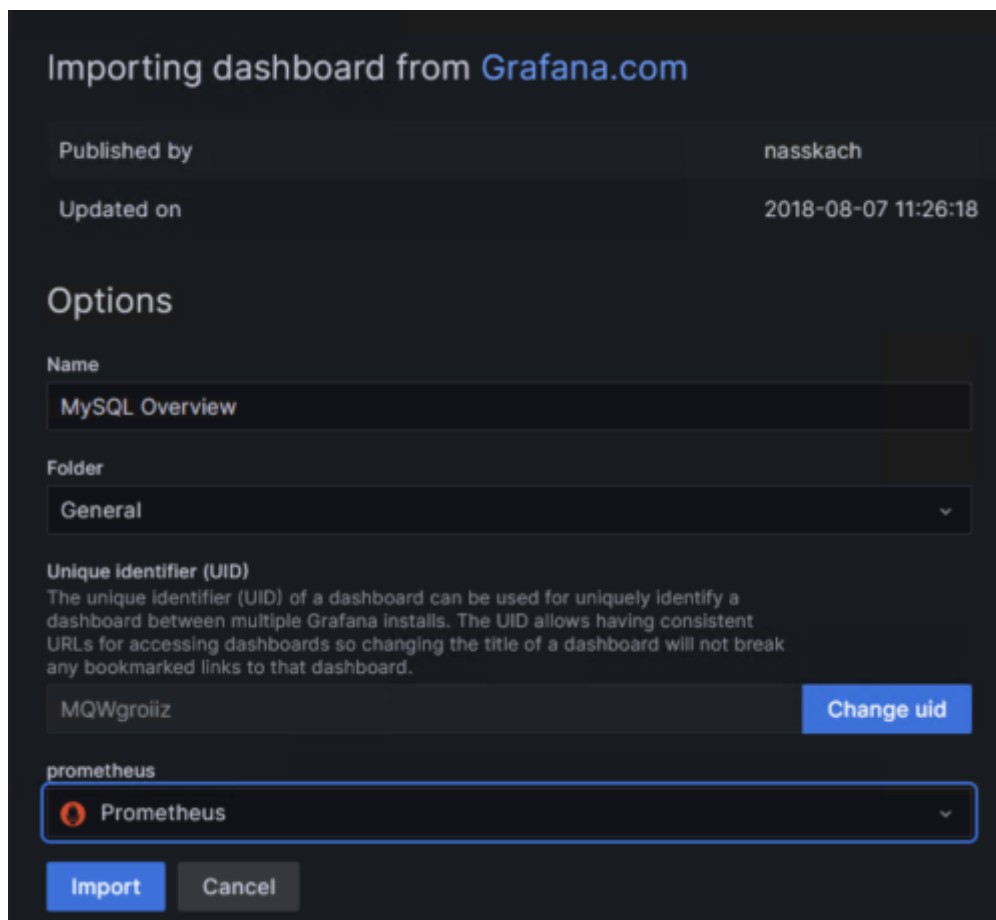 Importing dashboard from Grafana.com
Published by nasskach
Updated on 2018-08-07 11:26:18
Options
Name
MySQL Overview
Folder
General
Unique identifier (UID)
The unique identifier (UID) of a dashboard can be used for uniquely identify a
dashboard between multiple Grafana installs. The UID allows having consistent
URLs for accessing dashboards so changing the title of a dashboard will not break
any bookmarked links to that dashboard.
MQWgroiiz Change uid
prometheus
Prometheus
Import Cancel